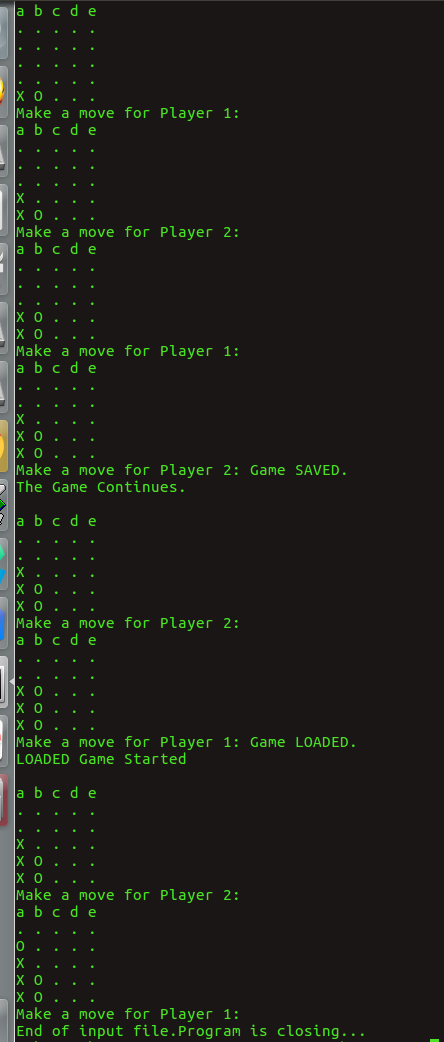 a b c d e
. . . . .
. . . . .
. . . . .
. . . . .
X O . . .
Make a move for Player 1:
a b c d e
. . . . .
. . . . .
. . . . .
X . . . .
X O . . .
Make a move for Player 2:
a b c d e
. . . . .
. . . . .
. . . . .
X O . . .
X O . . .
Make a move for Player 1:
a b c d e
. . . . .
. . . . .
X . . . .
X O . . .
X O . . .
Make a move for Player 2: Game SAVED.
The Game Continues.
a b c d e
. . . . .
. . . . .
X . . . .
X O . . .
X O . . .
Make a move for Player 2:
a b c d e
. . . . .
. . . . .
X O . . .
X O . . .
X O . . .
Make a move for Player 1: Game LOADED.
LOADED Game Started
a b c d e
. . . . .
. . . . .
X . . . .
X O . . .
X O . . .
Make a move for Player 2:
a b c d e
. . . . .
O . . . .
X . . . .
X O . . .
X O . . .
Make a move for Player 1:
End of input file.Program is closing...